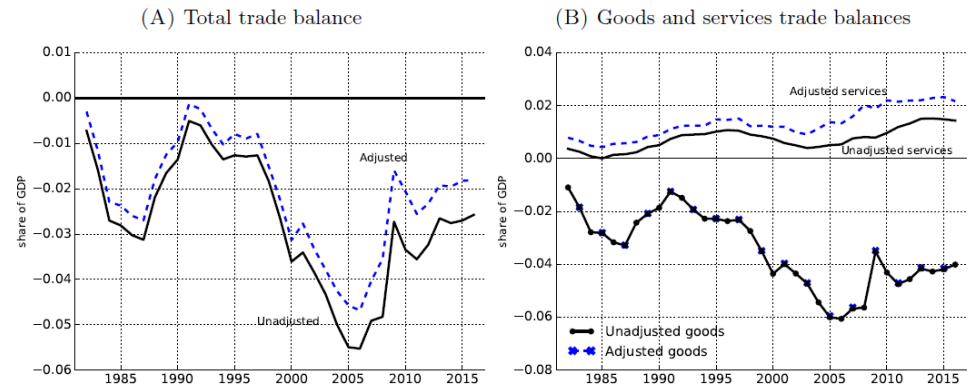 (A) Total trade balance
0.01
0.00
−0.01
−0.02
−0.03
−0.04
−0.05
−0.06
share of GDP
Adjusted
Unadjusted
1985 1990 1995 2000 2005 2010 2015
(B) Goods and services trade balances
0.04
0.02
0.00
−0.02
−0.04
−0.06
−0.08
share of GDP
Adjusted services
Unadjusted services
Unadjusted goods
Adjusted goods
1985 1990 1995 2000 2005 2010 2015